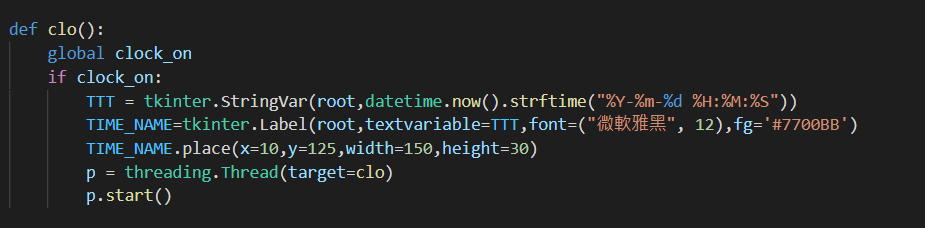 def clo():
    global clock_on
    if clock_on:
        TTT = tkinter.StringVar(root,datetime.now().strftime("%Y-%m-%d %H:%M:%S"))
        TIME_NAME=tkinter.Label(root,textvariable=TTT,font=("微軟雅黑", 12),fg='#7700BB')
        TIME_NAME.place(x=10,y=125,width=150,height=30)
        p = threading.Thread(target=clo)
        p.start()